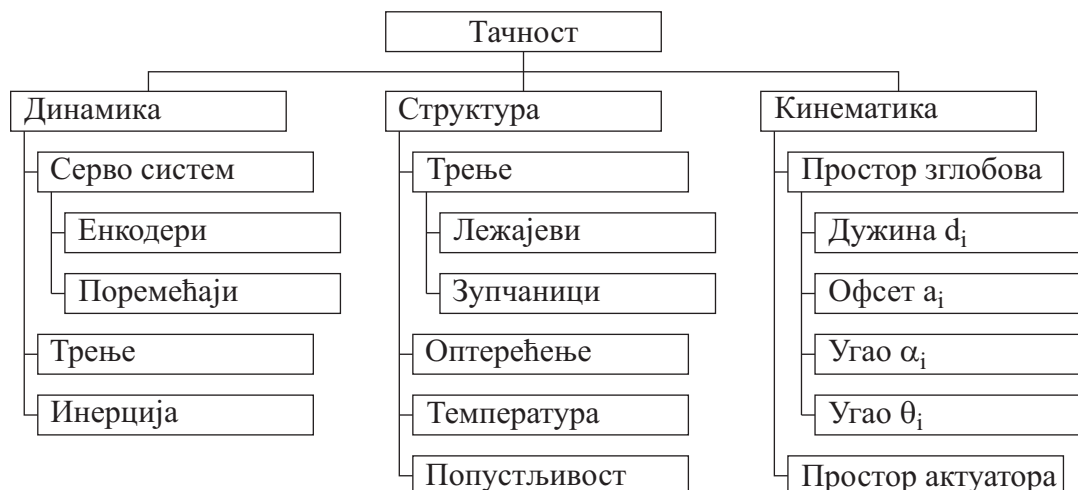 Тачност
Динамика
Серво систем
Енкодери
Поремећаји
Трење
Инерција
Структура
Трење
Лежајеви
Зупчаници
Оптерећење
Температура
Попустљивост
Кинематика
Простор зглобова
Дужина dᵢ
Офсет aᵢ
Угао αᵢ
Угао θᵢ
Простор актуатора